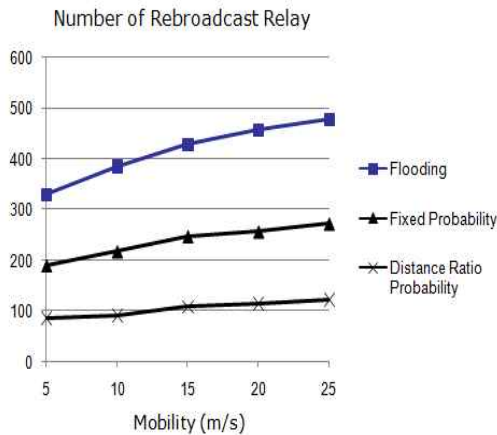 Number of Rebroadcast Relay
600
500
400
300
200
100
0
5 10 15 20 25
Mobility (m/s)
Flooding
Fixed Probability
Distance Ratio
Probability